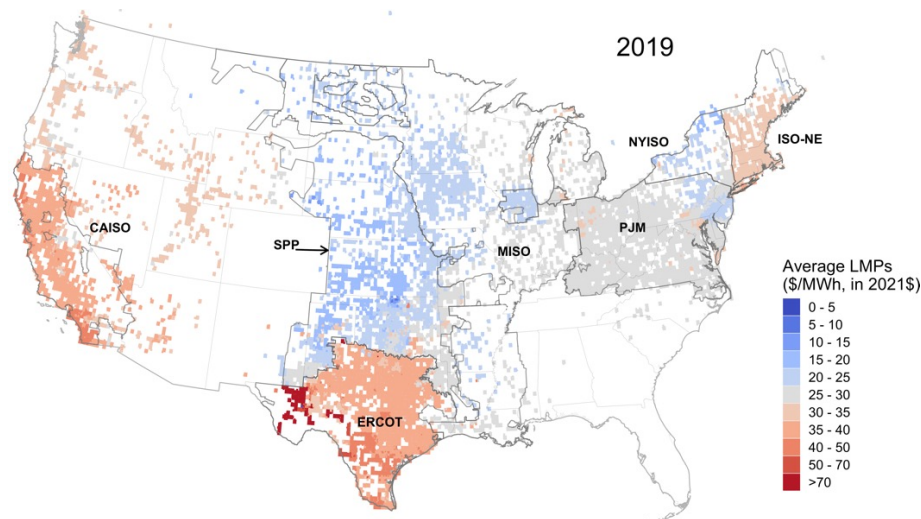 2019
NYISO
ISO-NE
CAISO
SPP
MISO
PJM
ERCOT
Average LMPs
($/MWh, in 2021$)
0 - 5
5 - 10
10 - 15
15 - 20
20 - 25
25 - 30
30 - 35
35 - 40
40 - 50
50 - 70
>70